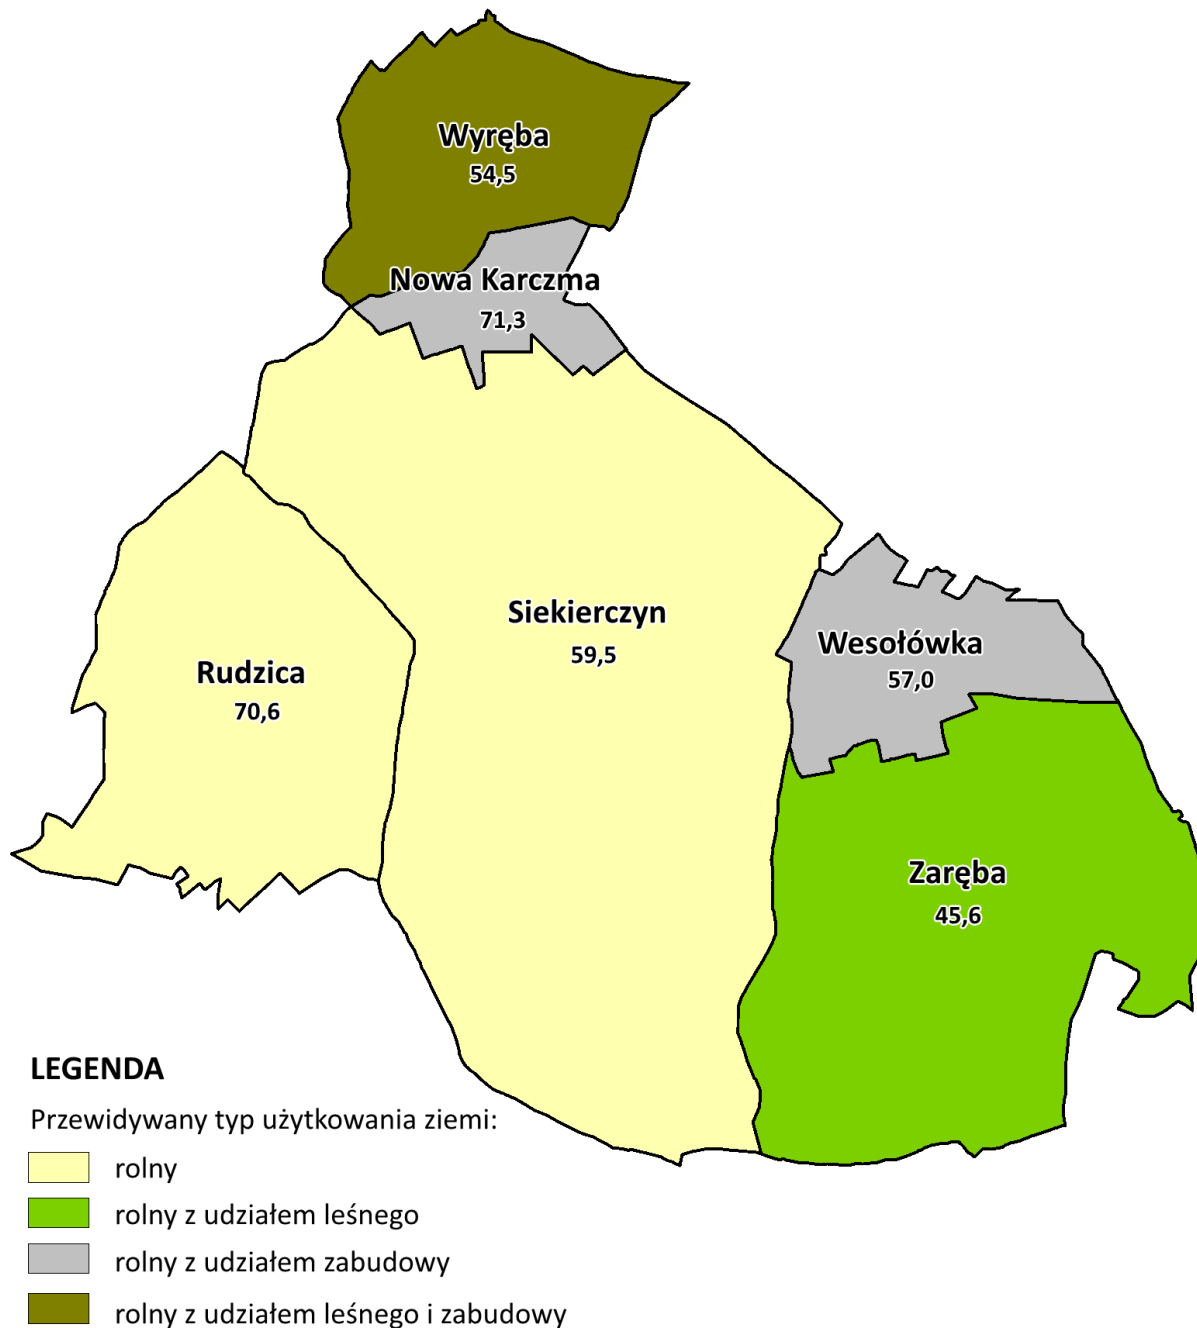 Wyręba
54,5
Nowa Karczma
71,3
Siekierczyn
59,5
Rudzica
70,6
Wesołówka
57,0
Zaręba
45,6
LEGENDA
Przewidywany typ użytkowania ziemi:
rolny
rolny z udziałem leśnego
rolny z udziałem zabudowy
rolny z udziałem leśnego i zabudowy